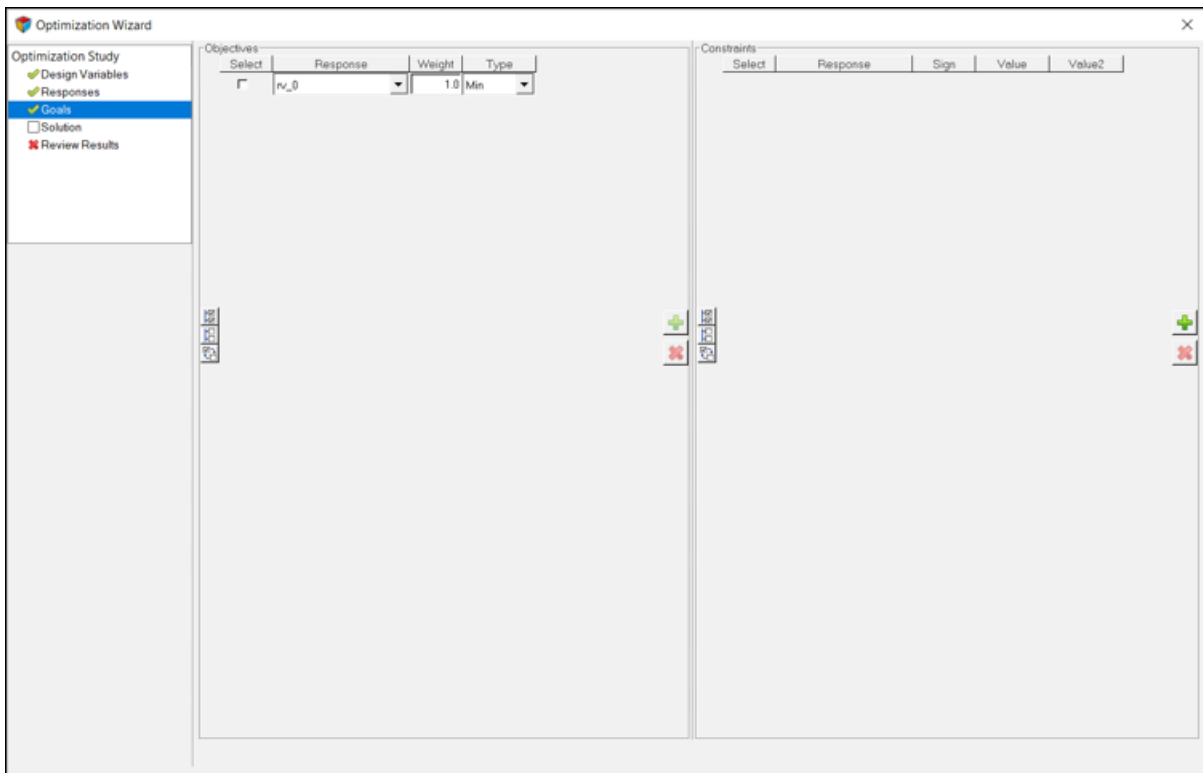 Optimization Wizard
Optimization Study
Design Variables
Responses
Goals
Solution
Review Results
Objectives
Select Response Weight Type
rv_0 1.0 Min
Constraints
Select Response Sign Value Value2